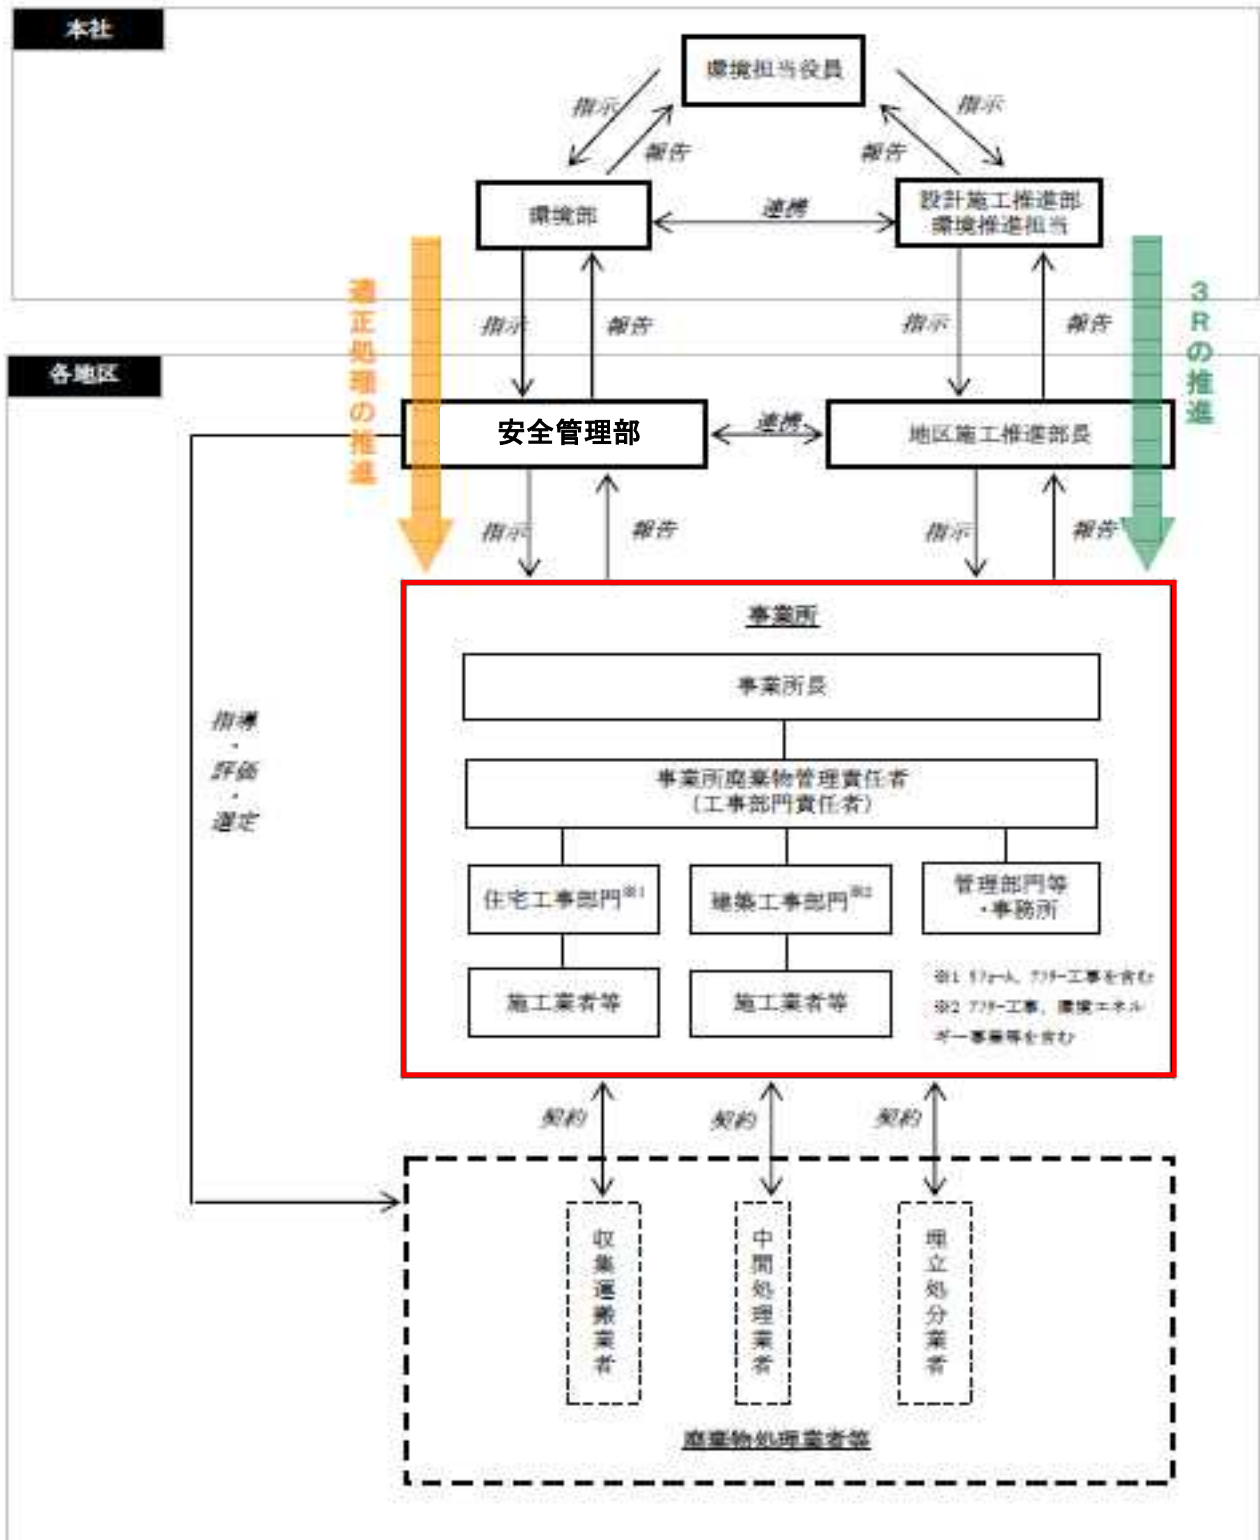 本社
環境担当役員
指示
指示
報告
報告
環境部
連携
設計施工推進部
環境推進担当
適正処理の推進
3Rの推進
指示
報告
指示
報告
各地区
安全管理部
連携
地区施工推進部長
指示
報告
指示
報告
事業所
事業所長
指導
・
評価
・
選定
事業所廃棄物管理責任者
(工事部門責任者)
住宅工事部門※1
建築工事部門※2
管理部門等
・事務所
施工業者等
施工業者等
※1 リフォーム、アフター工事を含む
※2 アフター工事、環境エネル
ギー事業等を含む
契約
契約
契約
収集運搬業者
中間処理業者
埋立処分業者
廃棄物処理業者等